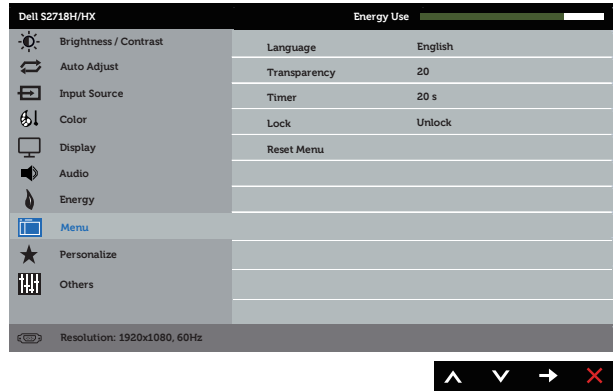 Dell S2718H/HX Energy Use
Brightness / Contrast
Auto Adjust
Input Source
Color
Display
Audio
Energy
Menu
Personalize
Others
Language English
Transparency 20
Timer 20 s
Lock Unlock
Reset Menu
Resolution: 1920x1080, 60Hz